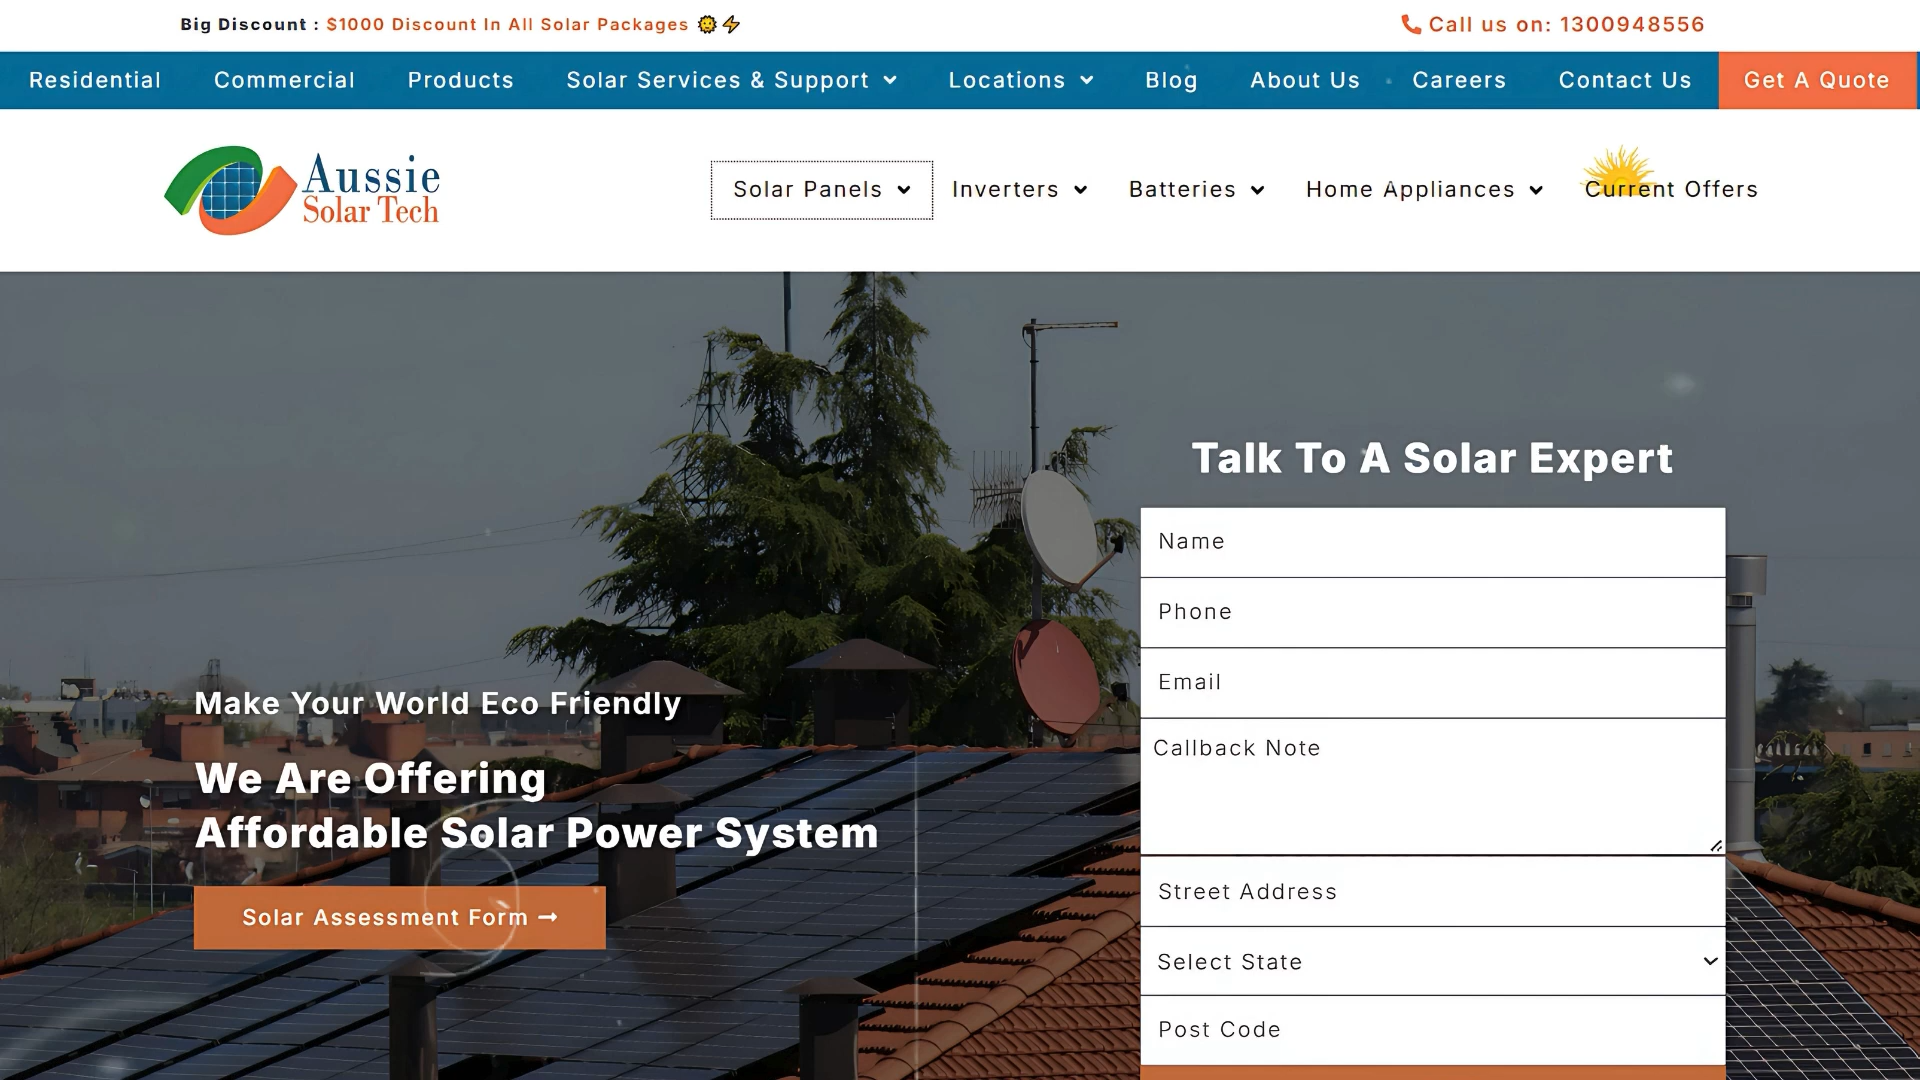 Big Discount : $1000 Discount In All Solar Packages
Call us on: 1300948556
Residential Commercial Products Solar Services & Support Locations Blog About Us Careers Contact Us Get A Quote
Aussie
Solar Tech
Solar Panels Inverters Batteries Home Appliances Current Offers
Talk To A Solar Expert
Name
Phone
Email
Callback Note
Street Address
Select State
Post Code
Make Your World Eco Friendly
We Are Offering
Affordable Solar Power System
Solar Assessment Form